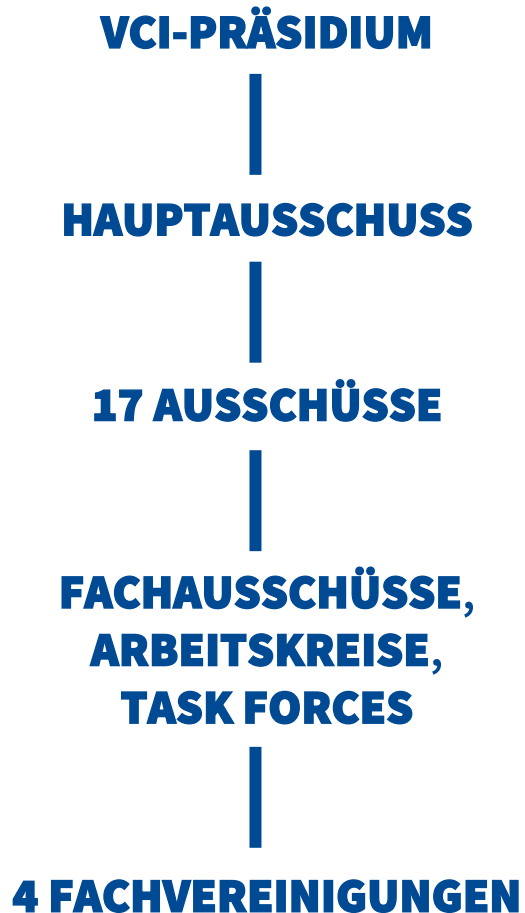 VCI-PRÄSIDIUM
HAUPTAUSSCHUSS
17 AUSSCHÜSSE
FACHAUSSCHÜSSE,
ARBEITSKREISE,
TASK FORCES
4 FACHVEREINIGUNGEN